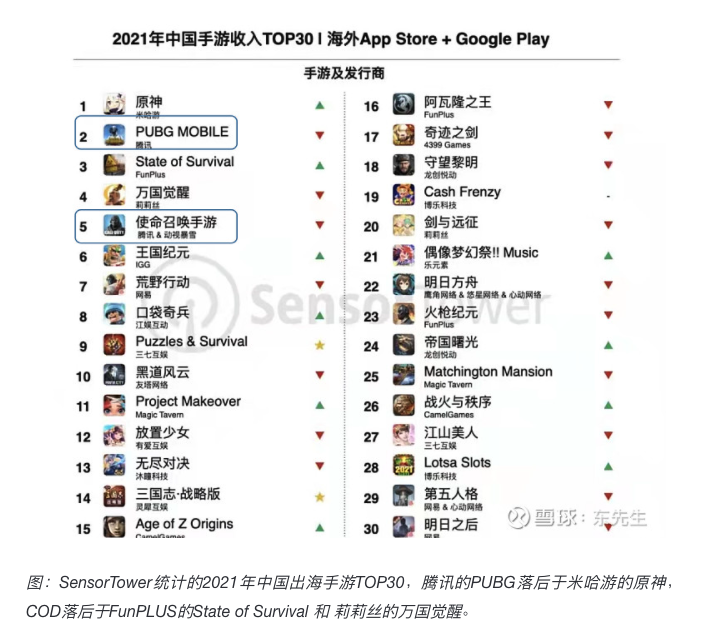 2021年中国手游收入TOP30 | 海外App Store + Google Play
手游及发行商
1 原神
米哈游
2 PUBG MOBILE
腾讯
3 State of Survival
FunPlus
4 万国觉醒
莉莉丝
5 使命召唤手游
腾讯 & 动视暴雪
6 王国纪元
IGG
7 荒野行动
网易
8 口袋奇兵
江娱互动
9 Puzzles & Survival
三七互娱
10 黑道风云
友塔网络
11 Project Makeover
Magic Tavern
12 放置少女
有爱互娱
13 无尽对决
沐瞳科技
14 三国志·战略版
灵犀互娱
15 Age of Z Origins
CamelGames
16 阿瓦隆之王
FunPlus
17 奇迹之剑
4399 Games
18 守望黎明
龙创悦动
19 Cash Frenzy
博乐科技
-
20 剑与远征
莉莉丝
21 偶像梦幻祭!! Music
乐元素
22 明日方舟
鹰角网络 & 悠星网络 & 心动网络
23 火枪纪元
FunPlus
24 帝国曙光
龙创悦动
25 Matchington Mansion
Magic Tavern
26 战火与秩序
CamelGames
27 江山美人
三七互娱
28 Lotsa Slots
博乐科技
29 第五人格
网易 & 心动网络
30 明日之后
网易
SensorTower
雪球：东先生
图：SensorTower统计的2021年中国出海手游TOP30，腾讯的PUBG落后于米哈游的原神，
COD落后于FunPLUS的State of Survival 和 莉莉丝的万国觉醒。